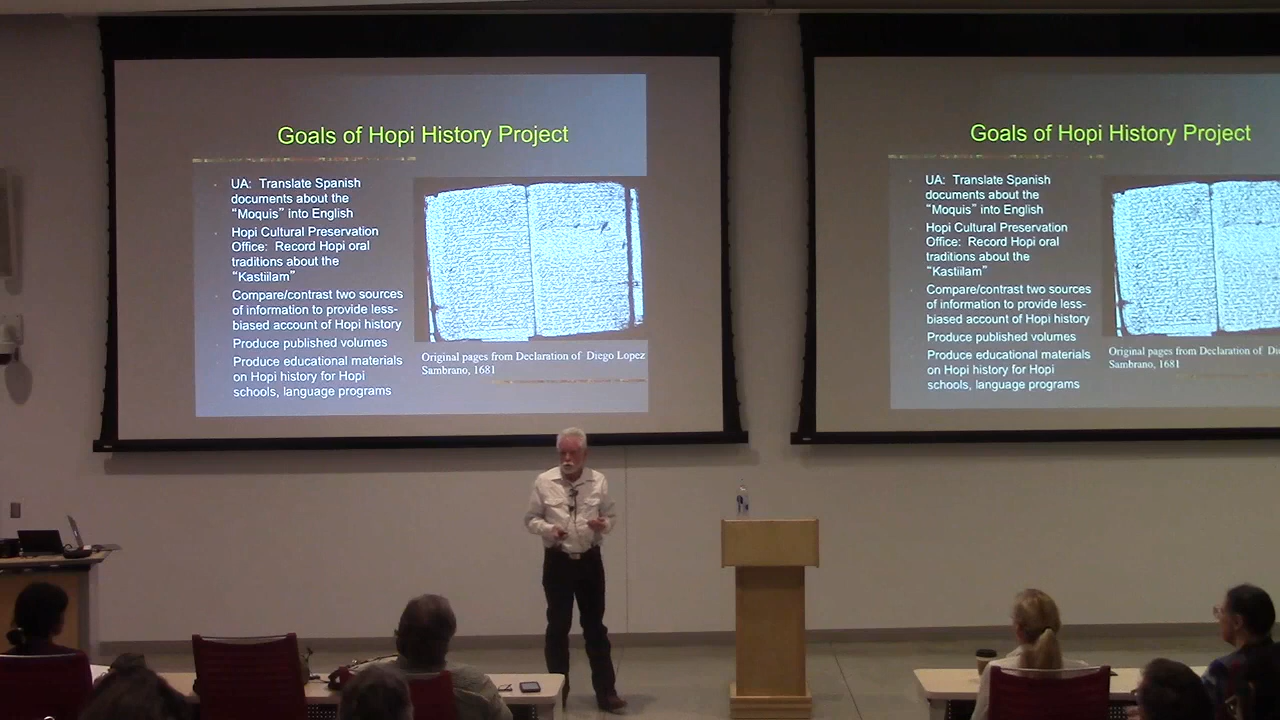 Goals of Hopi History Project
UA: Translate Spanish
documents about the
“Moquis” into English
Hopi Cultural Preservation
Office: Record Hopi oral
traditions about the
“Kastiilam”
Compare/contrast two sources
of information to provide less-
biased account of Hopi history
Produce published volumes
Produce educational materials
on Hopi history for Hopi
schools, language programs
Original pages from Declaration of Diego Lopez
Sambrano, 1681
Goals of Hopi History Project
UA: Translate Spanish
documents about the
“Moquis” into English
Hopi Cultural Preservation
Office: Record Hopi oral
traditions about the
“Kastiilam”
Compare/contrast two sources
of information to provide less-
biased account of Hopi history
Produce published volumes
Produce educational materials
on Hopi history for Hopi
schools, language programs
Original pages from Declaration of
Sambrano, 1681